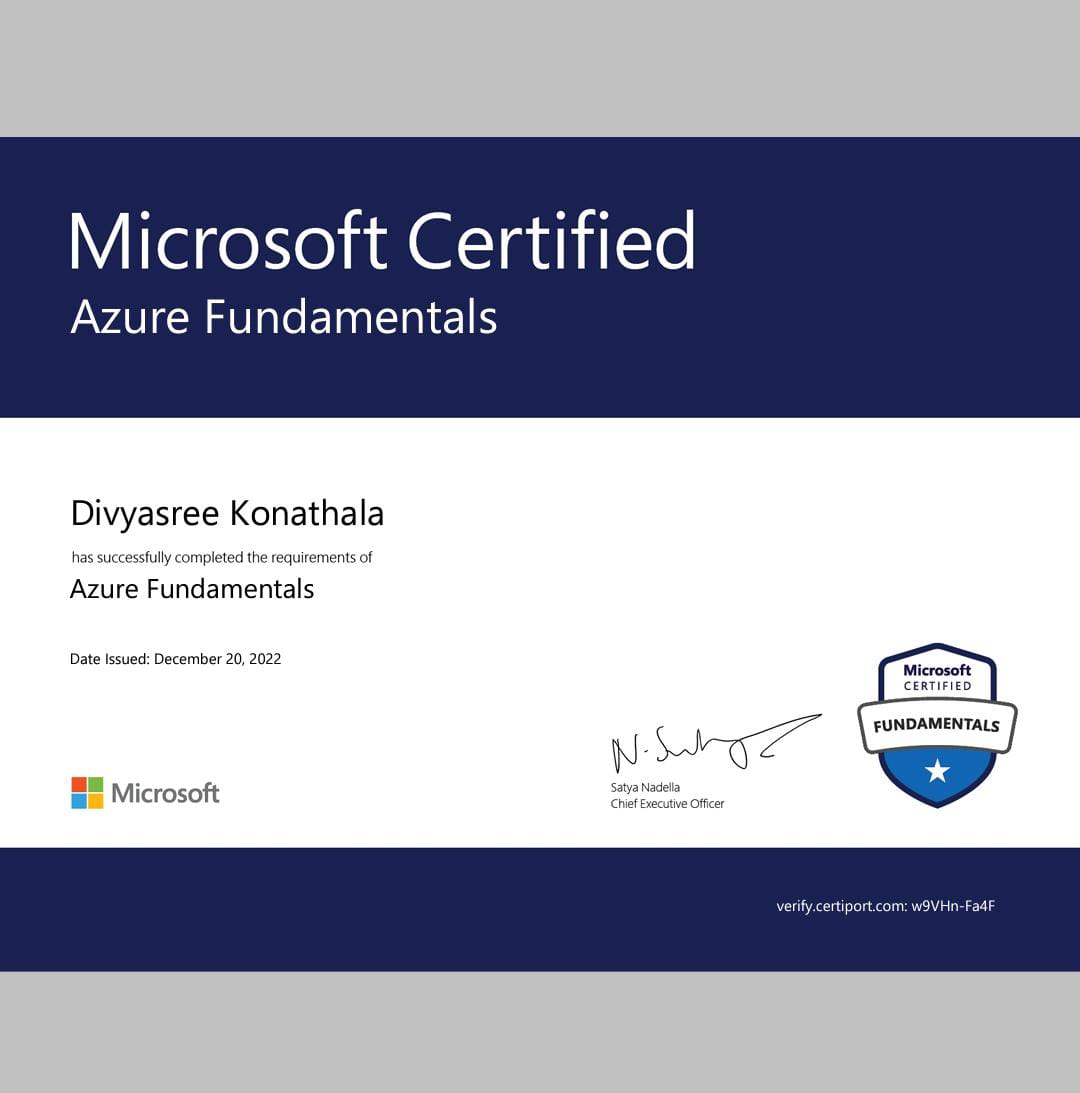 Microsoft Certified
Azure Fundamentals
Divyasree Konathala
has successfully completed the requirements of
Azure Fundamentals
Date Issued: December 20, 2022
Microsoft
CERTIFIED
FUNDAMENTALS
N. Satya
Satya Nadella
Chief Executive Officer
Microsoft
verify.certiport.com: w9VHn-Fa4F